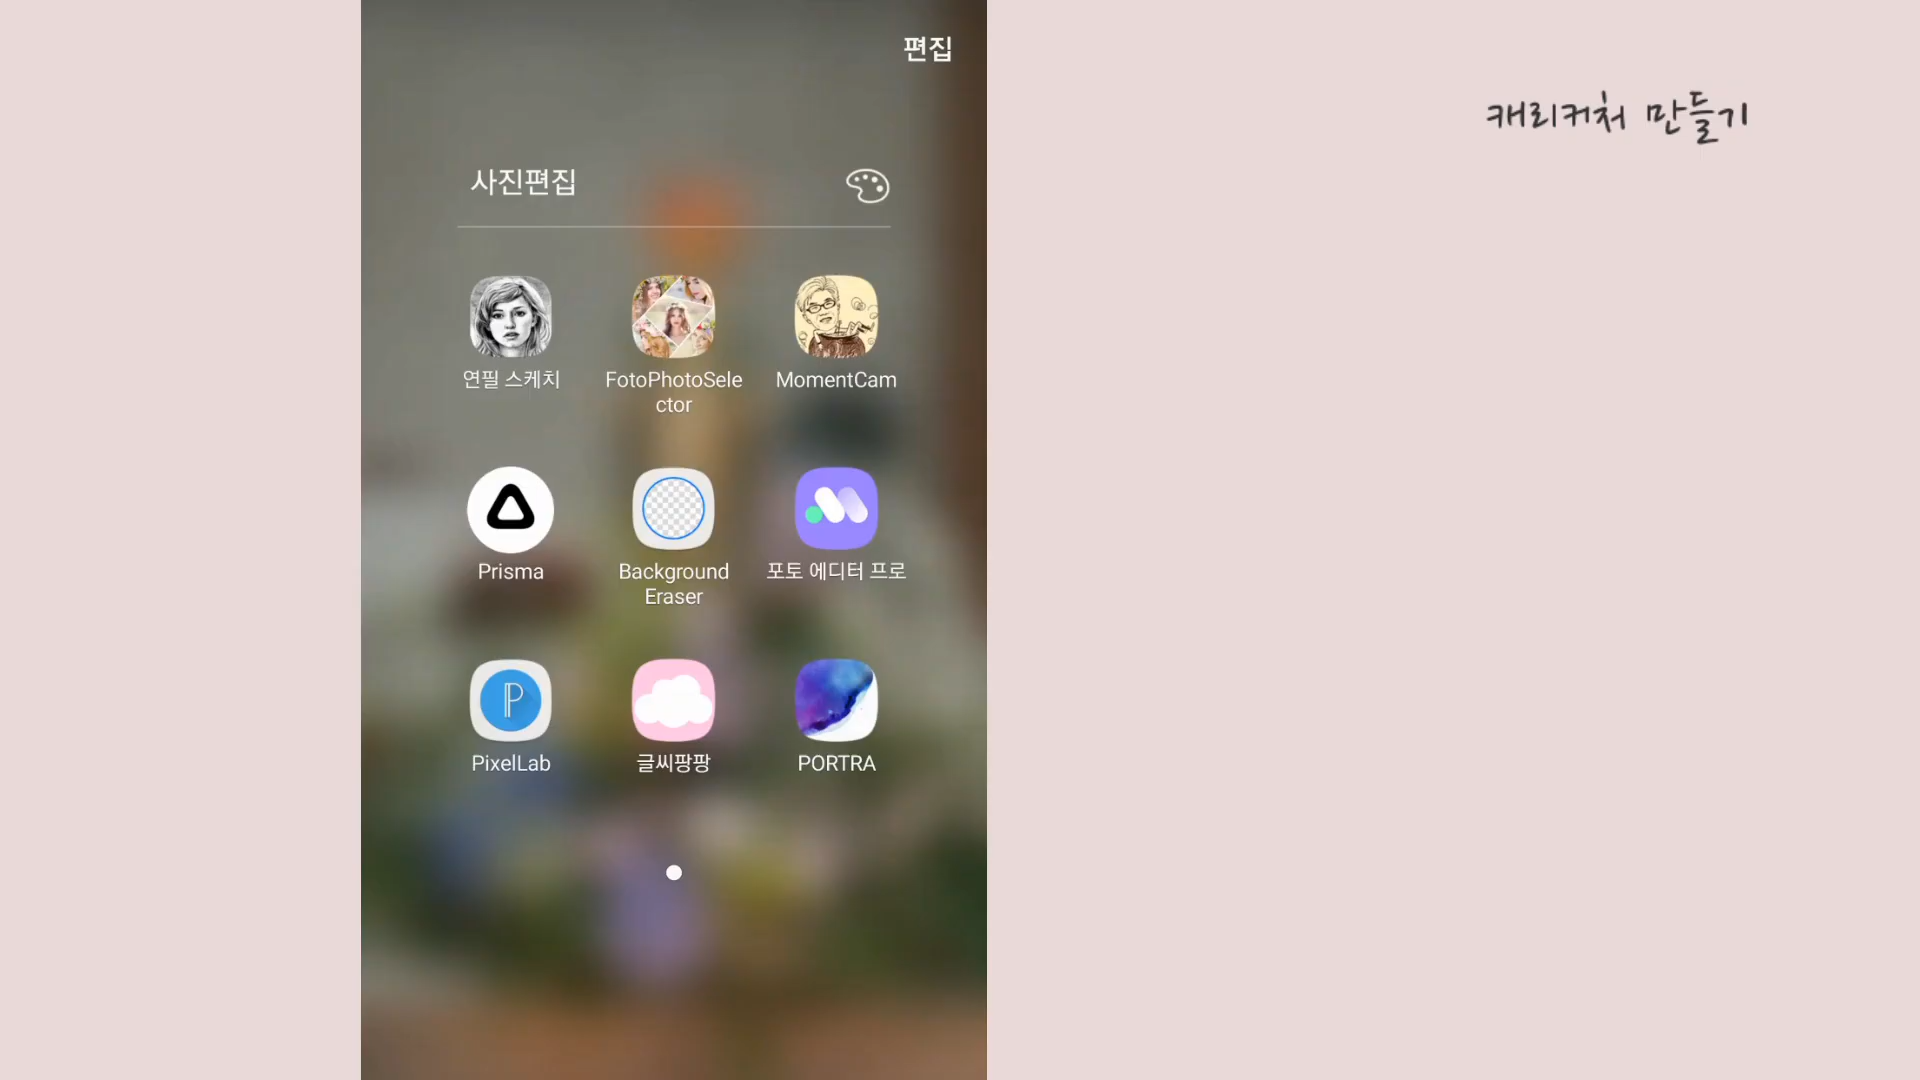 편집
캐리커처 만들기
사진편집
연필 스케치
FotoPhotoSele
ctor
MomentCam
Prisma
Background
Eraser
포토 에디터 프로
P
PixelLab
글씨팡팡
PORTRA